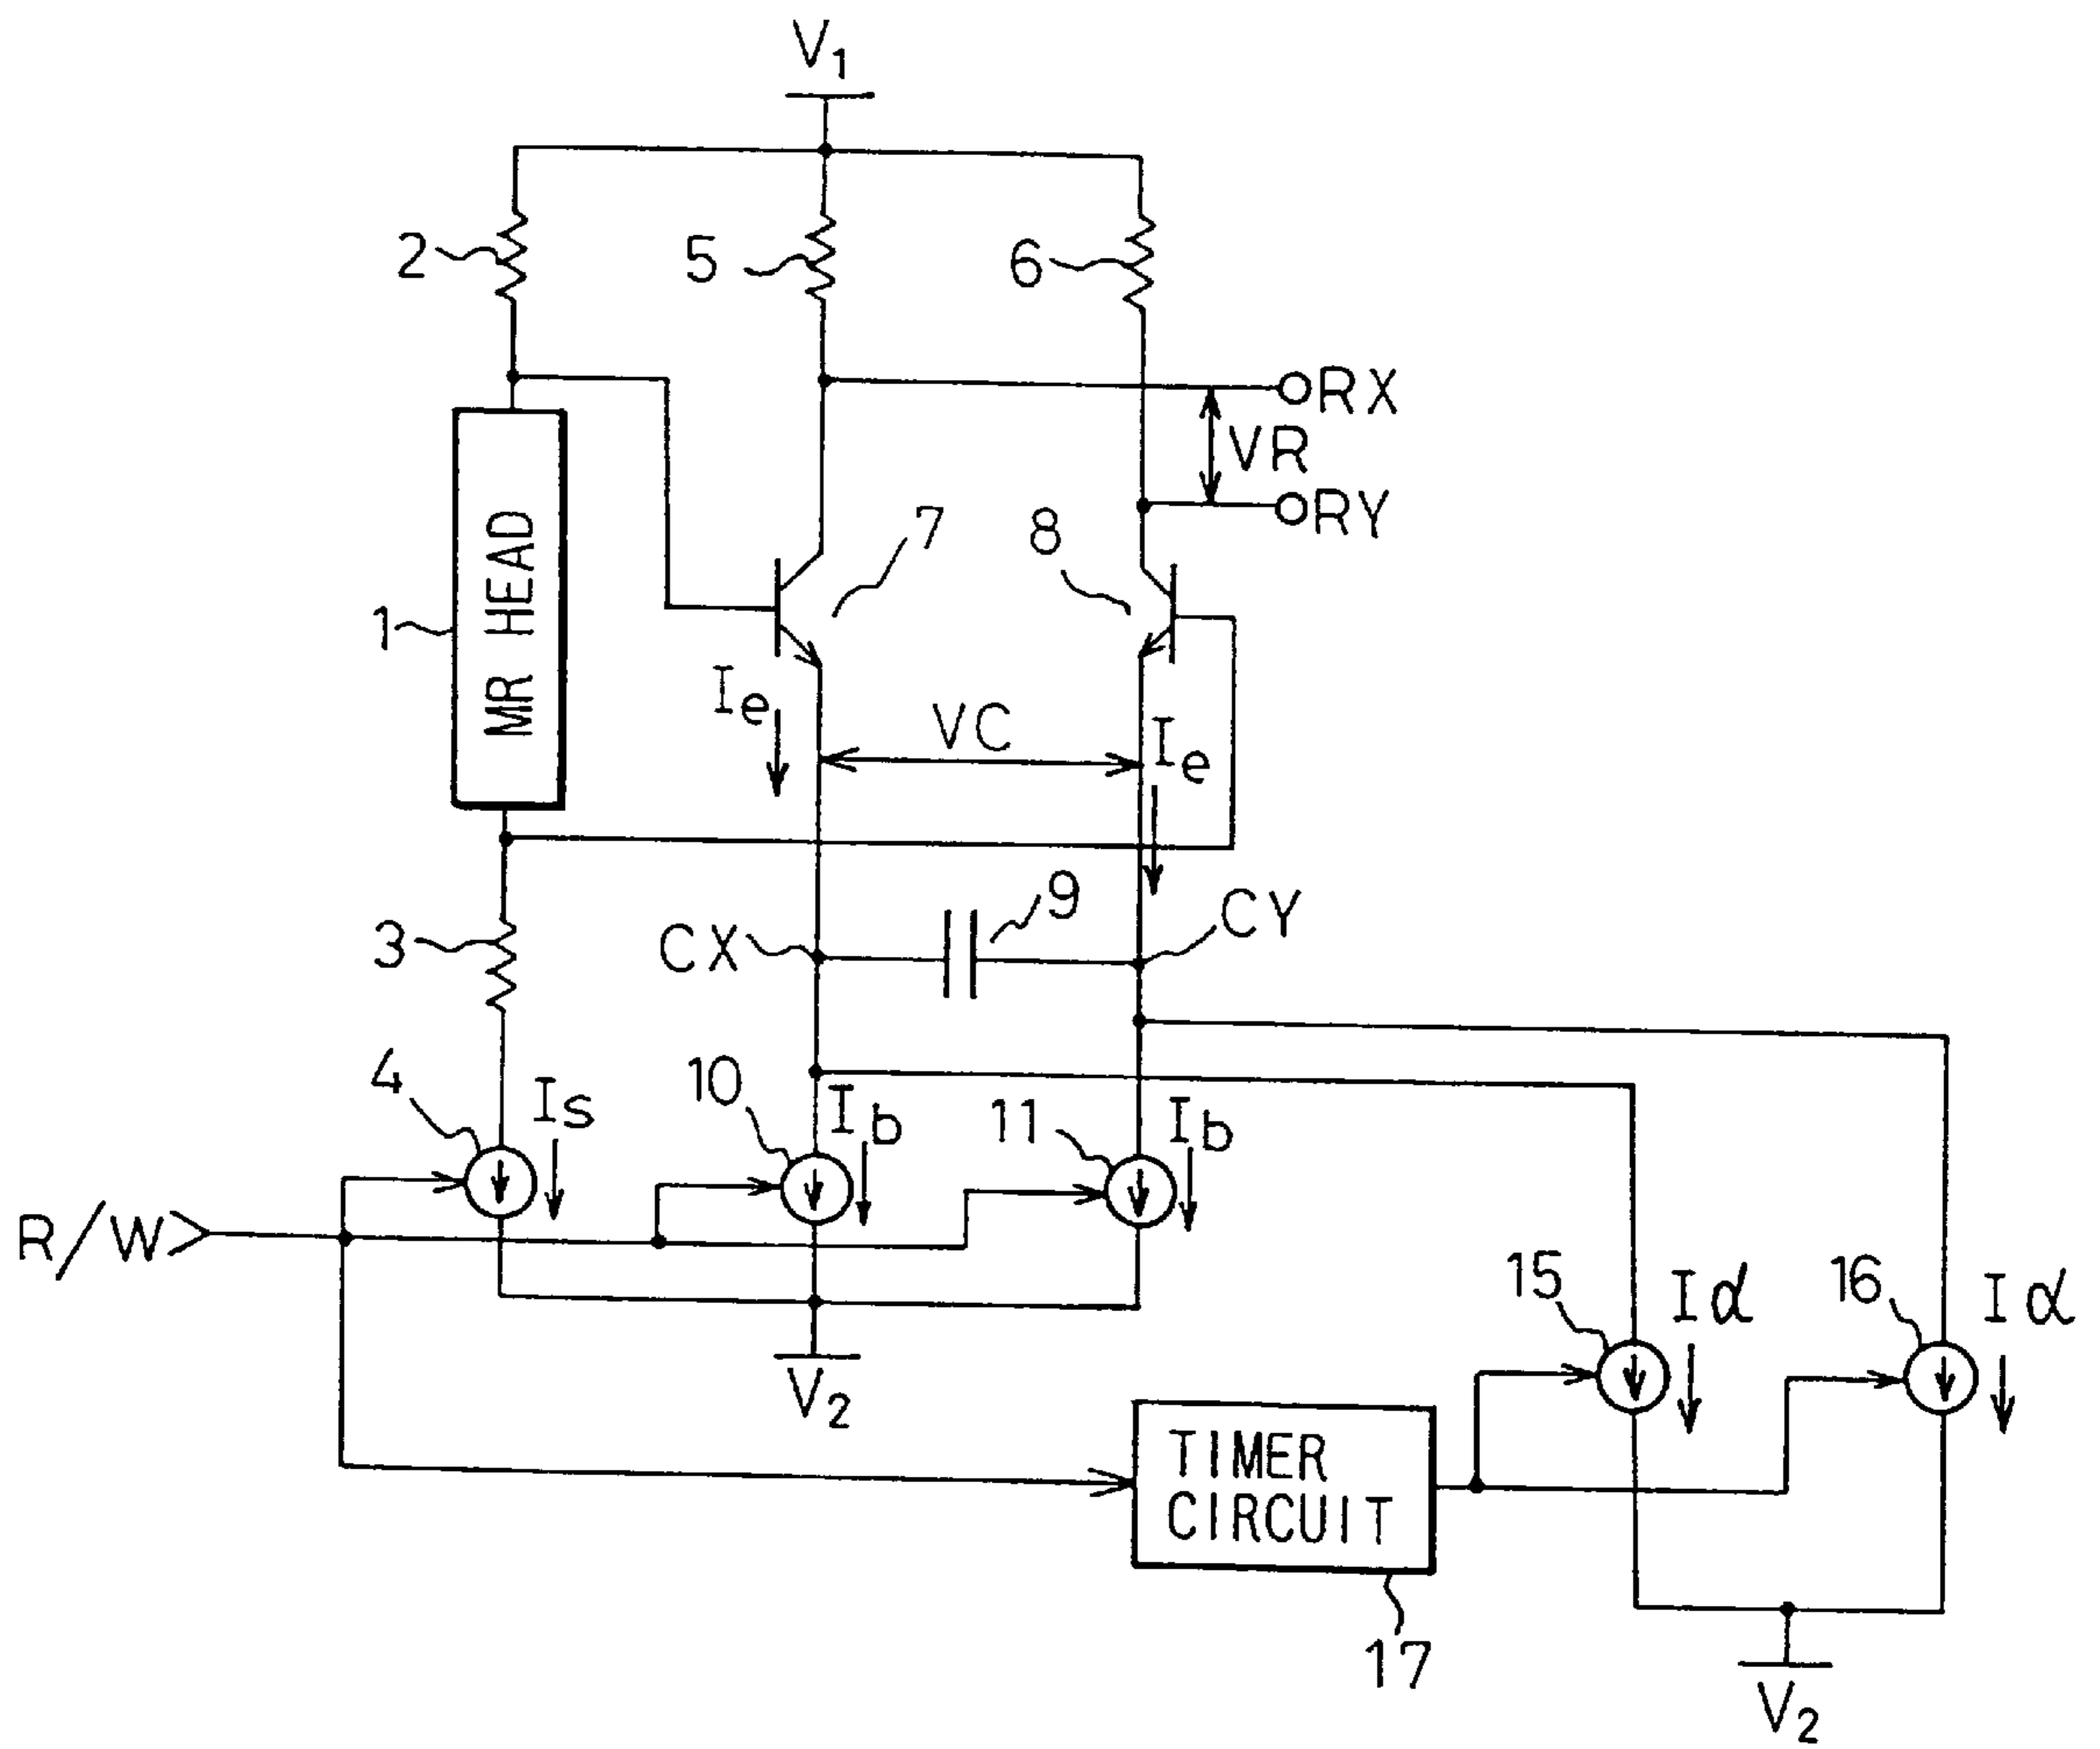 V1
2
5
6
RX
VR
RY
7
8
1
MR HEAD
Ie
VC
Ie
9
CX
CY
3
4
Is
10
Ib
11
Ib
R/W
15
Iα
16
Iα
V2
TIMER
CIRCUIT
17
V2